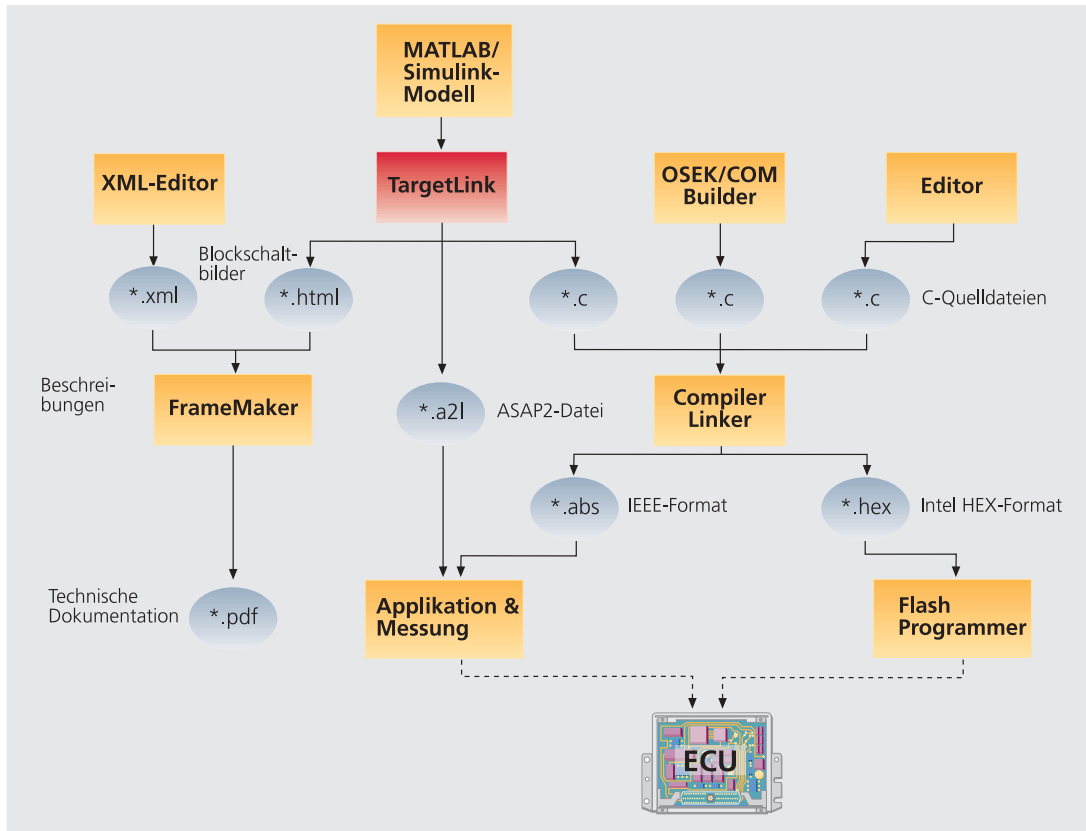 MATLAB/
Simulink-
Modell
XML-Editor
TargetLink
OSEK/COM
Builder
Editor
Blockschalt-
bilder
*.xml
*.html
*.c
*.c
*.c
C-Quelldateien
Beschrei-
bungen
FrameMaker
*.a2l
ASAP2-Datei
Compiler
Linker
*.abs
IEEE-Format
*.hex
Intel HEX-Format
Technische
Dokumentation
*.pdf
Applikation &
Messung
Flash
Programmer
ECU